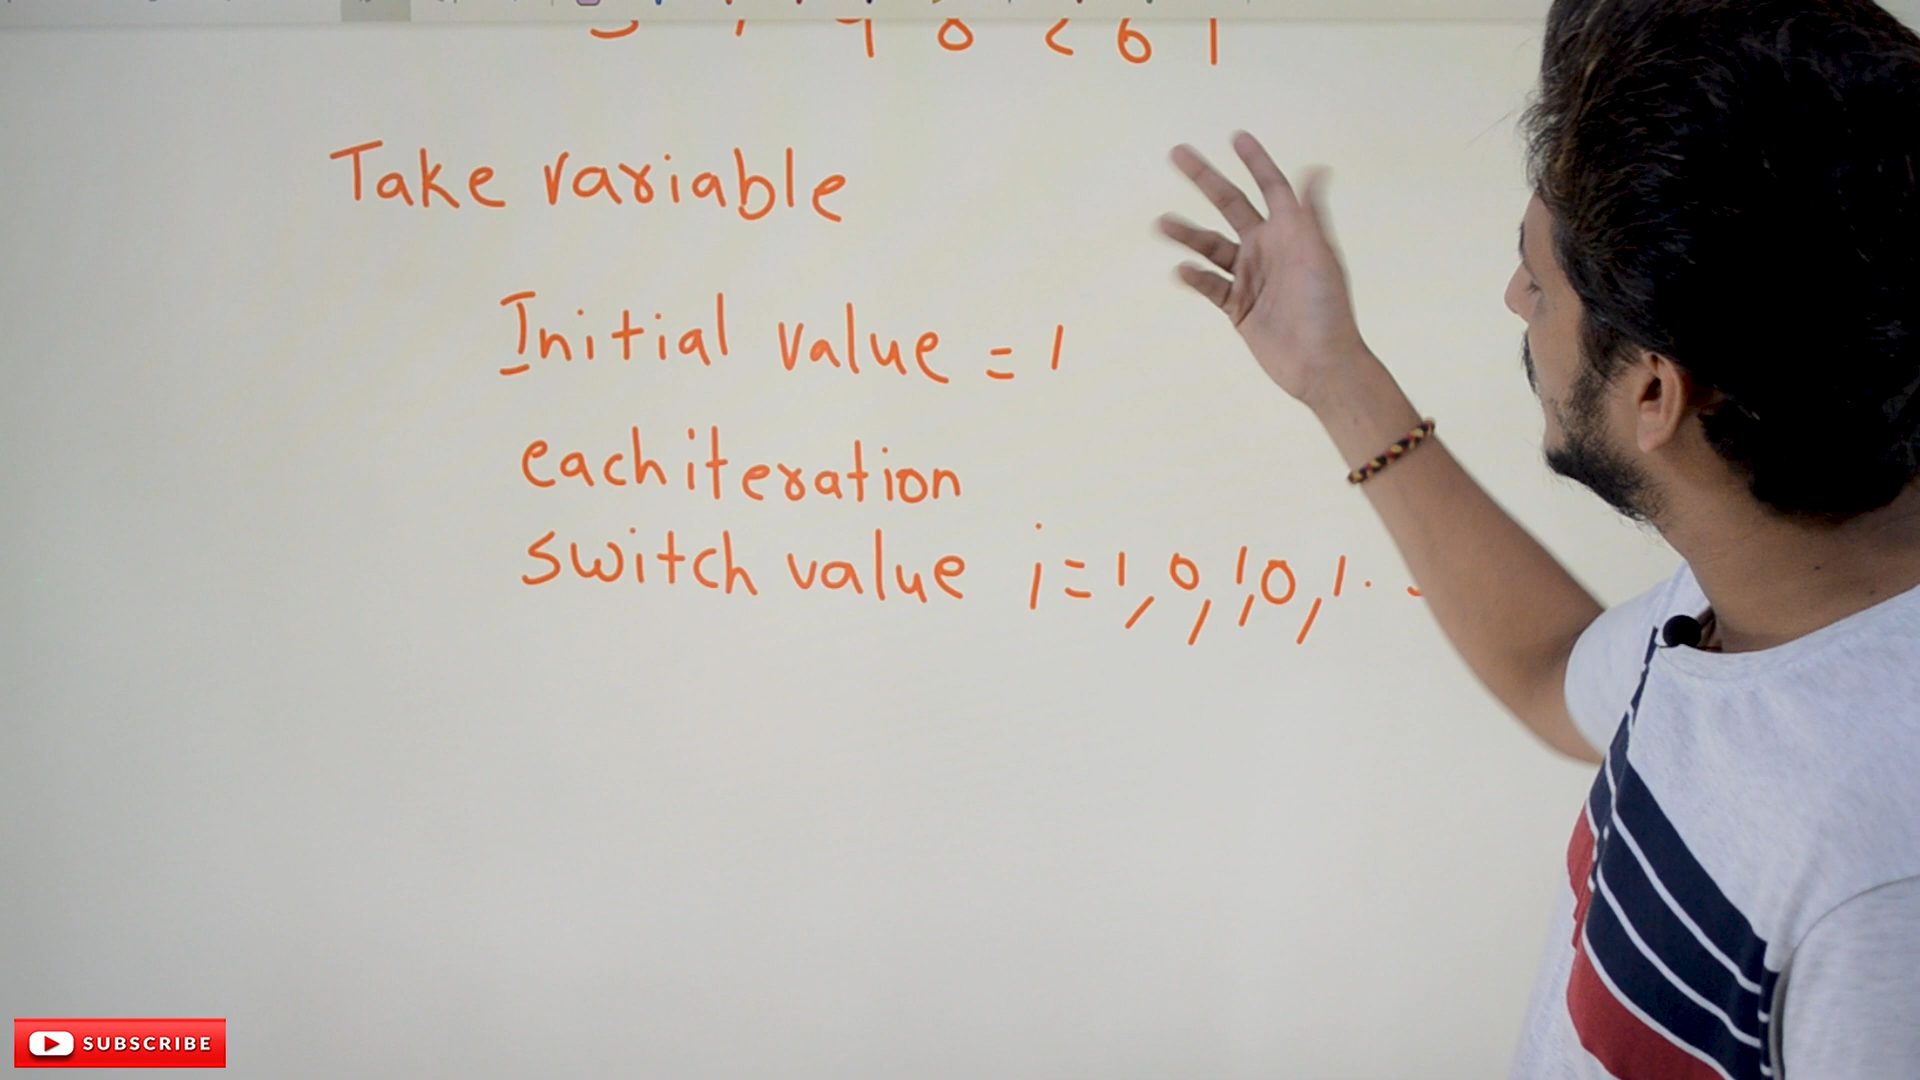 Take variable
Initial value = 1
each iteration
switch value i=1,0,1,0,1..
SUBSCRIBE